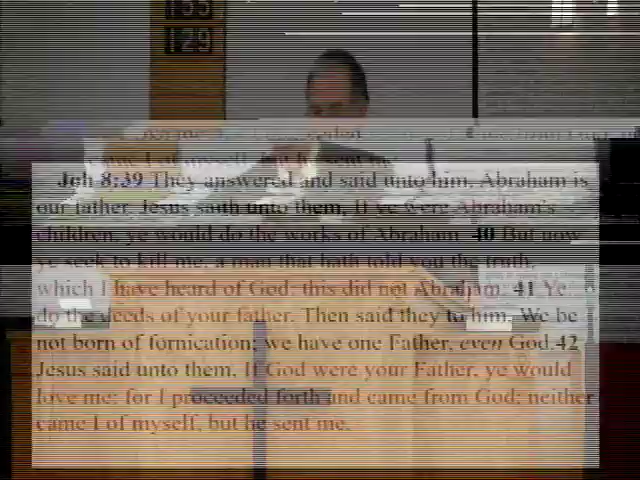 155
129
came I of myself, but he sent me.
Joh 8:39 They answered and said unto him, Abraham is
our father. Jesus saith unto them, If ye were Abraham's
children, ye would do the works of Abraham. 40 But now
ye seek to kill me, a man that hath told you the truth,
which I have heard of God: this did not Abraham. 41 Ye
do the deeds of your father. Then said they to him, We be
not born of fornication; we have one Father, even God.42
Jesus said unto them, If God were your Father, ye would
love me: for I proceeded forth and came from God; neither
came I of myself, but he sent me.